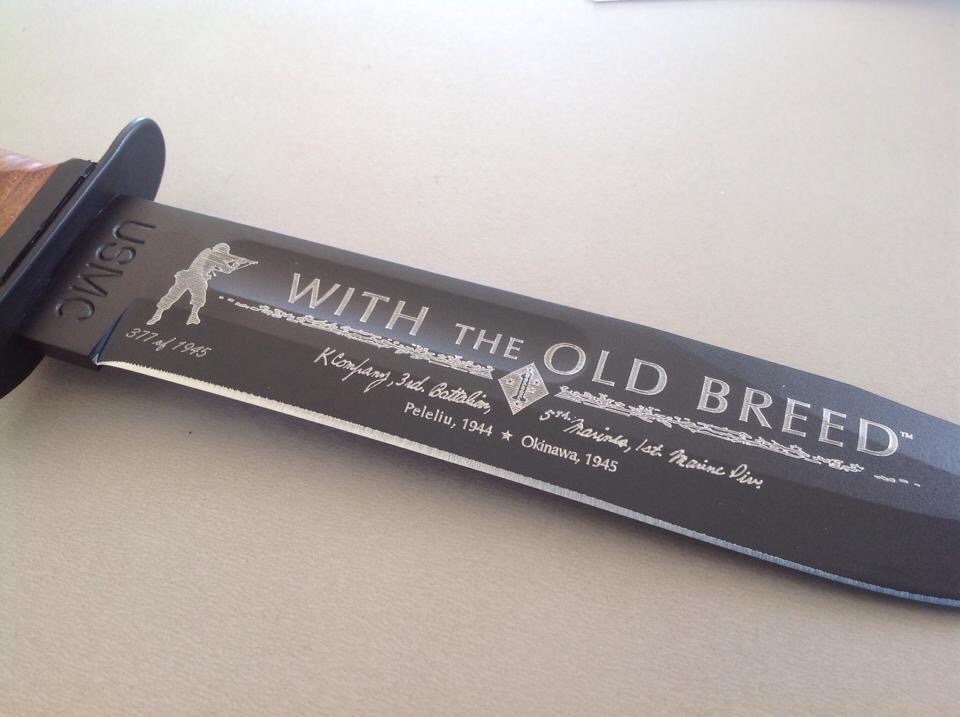 USMC
377 of 1945
WITH THE OLD BREED™
1
K Company, 3rd. Battalion, 5th. Marines, 1st. Marine Div.
Peleliu, 1944 ★ Okinawa, 1945